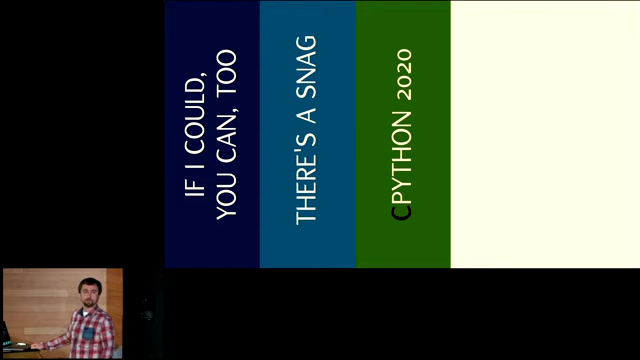 IF I COULD,
YOU CAN, TOO
THERE'S A SNAG
CPYTHON 2020